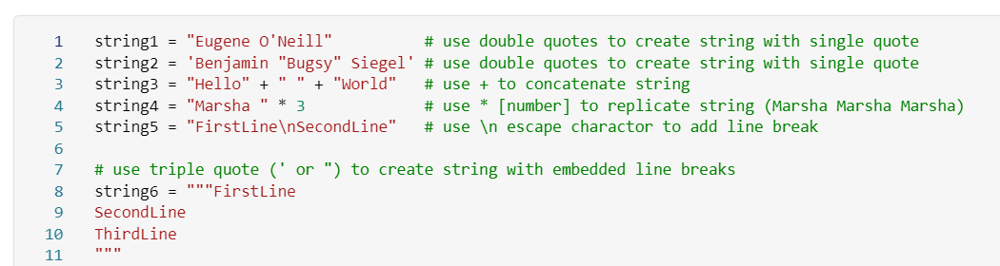 1 string1 = "Eugene O'Neill" # use double quotes to create string with single quote
2 string2 = 'Benjamin "Bugsy" Siegel' # use double quotes to create string with single quote
3 string3 = "Hello" + " " + "World" # use + to concatenate string
4 string4 = "Marsha " * 3 # use * [number] to replicate string (Marsha Marsha Marsha)
5 string5 = "FirstLine\nSecondLine" # use \n escape charactor to add line break
6
7 # use triple quote (' or ") to create string with embedded line breaks
8 string6 = """FirstLine
9 SecondLine
10 ThirdLine
11 """